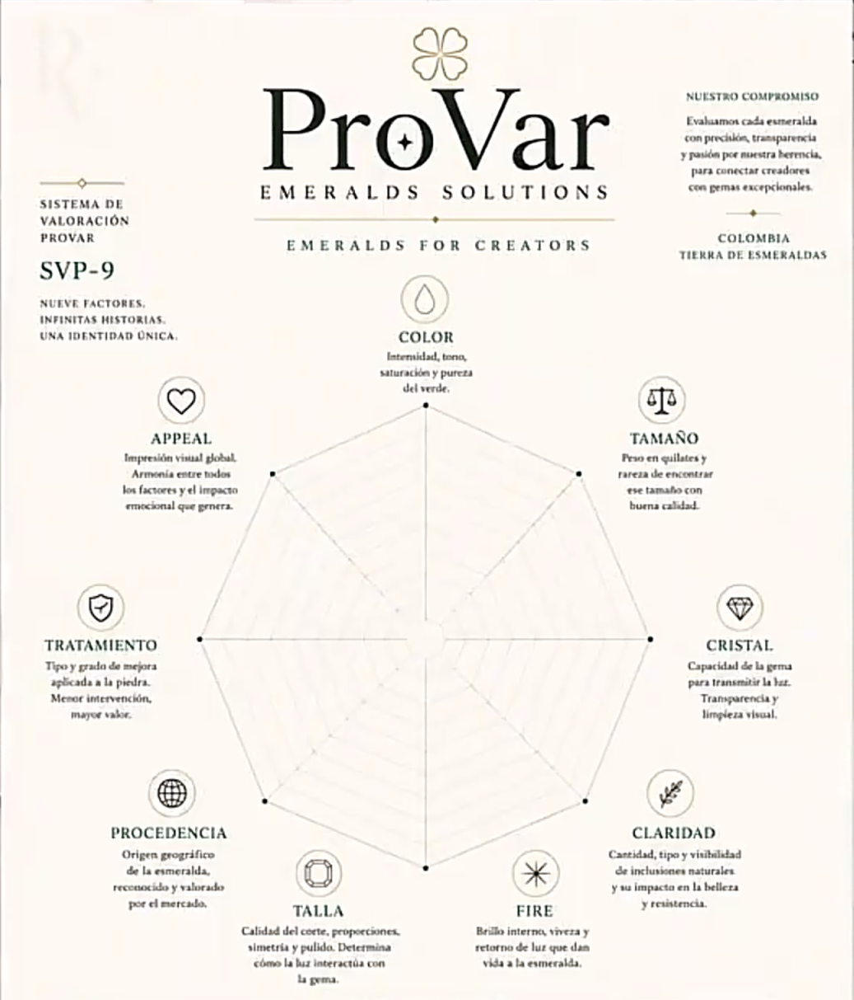 ProVar
EMERALDS SOLUTIONS
EMERALDS FOR CREATORS
SISTEMA DE
VALORACIÓN
PROVAR
SVP-9
NUEVE FACTORES.
INFINITAS HISTORIAS.
UNA IDENTIDAD ÚNICA.
NUESTRO COMPROMISO
Evaluamos cada esmeralda
con precisión, transparencia
y pasión por nuestra herencia,
para conectar creadores
con gemas excepcionales.
COLOMBIA
TIERRA DE ESMERALDAS
COLOR
Intensidad, tono,
saturación y pureza
del verde.
APPEAL
Impresión visual global.
Armonía entre todos
los factores y el impacto
emocional que genera.
TAMAÑO
Peso en quilates y
rareza de encontrar
ese tamaño con
buena calidad.
TRATAMIENTO
Tipo y grado de mejora
aplicada a la piedra.
Menor intervención,
mayor valor.
CRISTAL
Capacidad de la gema
para transmitir la luz.
Transparencia y
limpieza visual.
PROCEDENCIA
Origen geográfico
de la esmeralda,
reconocido y valorado
por el mercado.
CLARIDAD
Cantidad, tipo y visibilidad
de inclusiones naturales
y su impacto en la belleza
y resistencia.
TALLA
Calidad del corte, proporciones,
simetría y pulido. Determina
cómo la luz interactúa con
la gema.
FIRE
Brillo interno, viveza y
retorno de luz que dan
vida a la esmeralda.